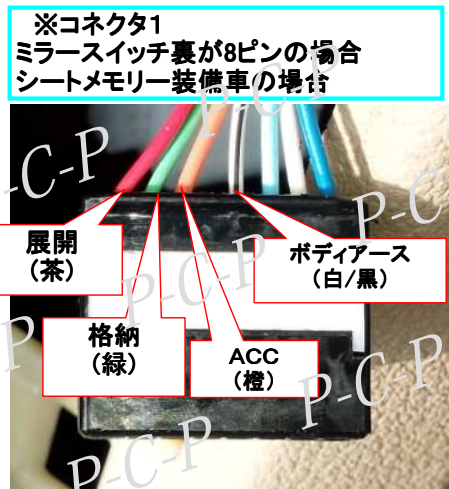 ※コネクタ1
ミラースイッチ裏が8ピンの場合
シートメモリー装備車の場合
P-C-P
-C-P
P-C
展開
（茶）
ボディアース
（白/黒）
P-C-P
格納
（緑）
ACC
（橙）
P
P-C-P
P-C-P